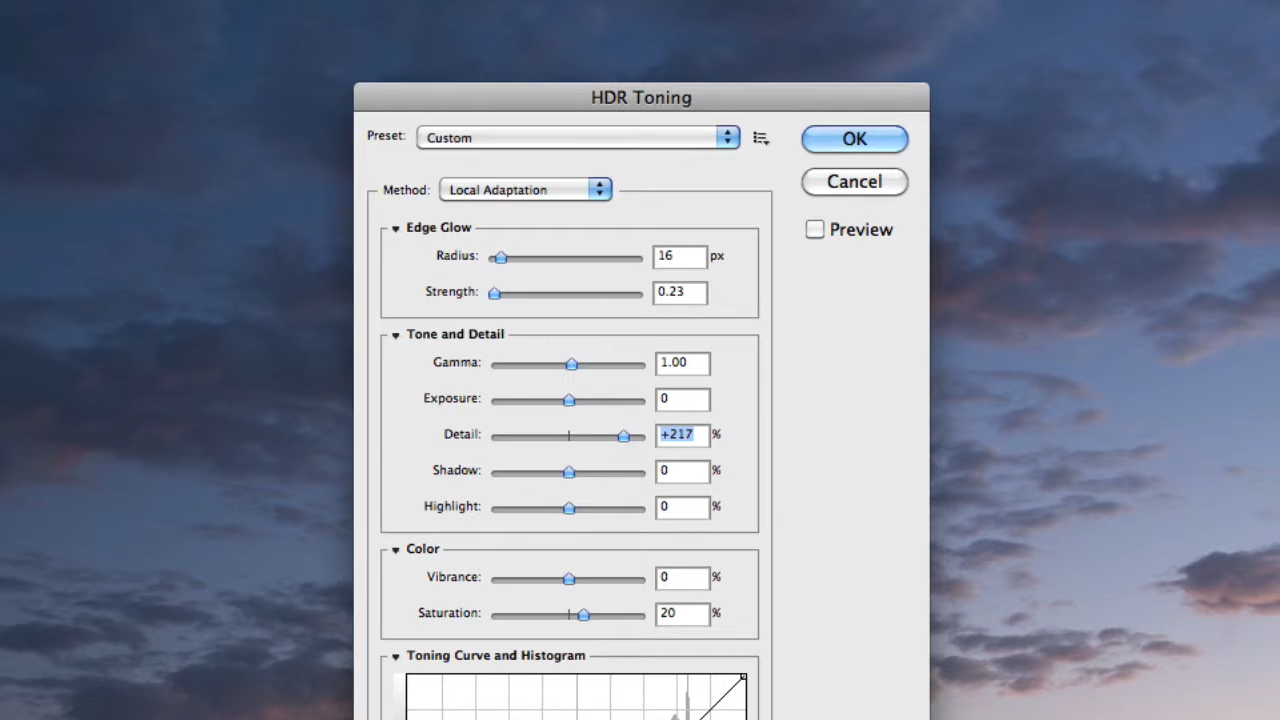 HDR Toning
Preset: Custom
OK
Method: Local Adaptation
Cancel
Edge Glow
Preview
Radius: 16 px
Strength: 0.23
Tone and Detail
Gamma: 1.00
Exposure: 0
Detail: +217 %
Shadow: 0 %
Highlight: 0 %
Color
Vibrance: 0 %
Saturation: 20 %
Toning Curve and Histogram